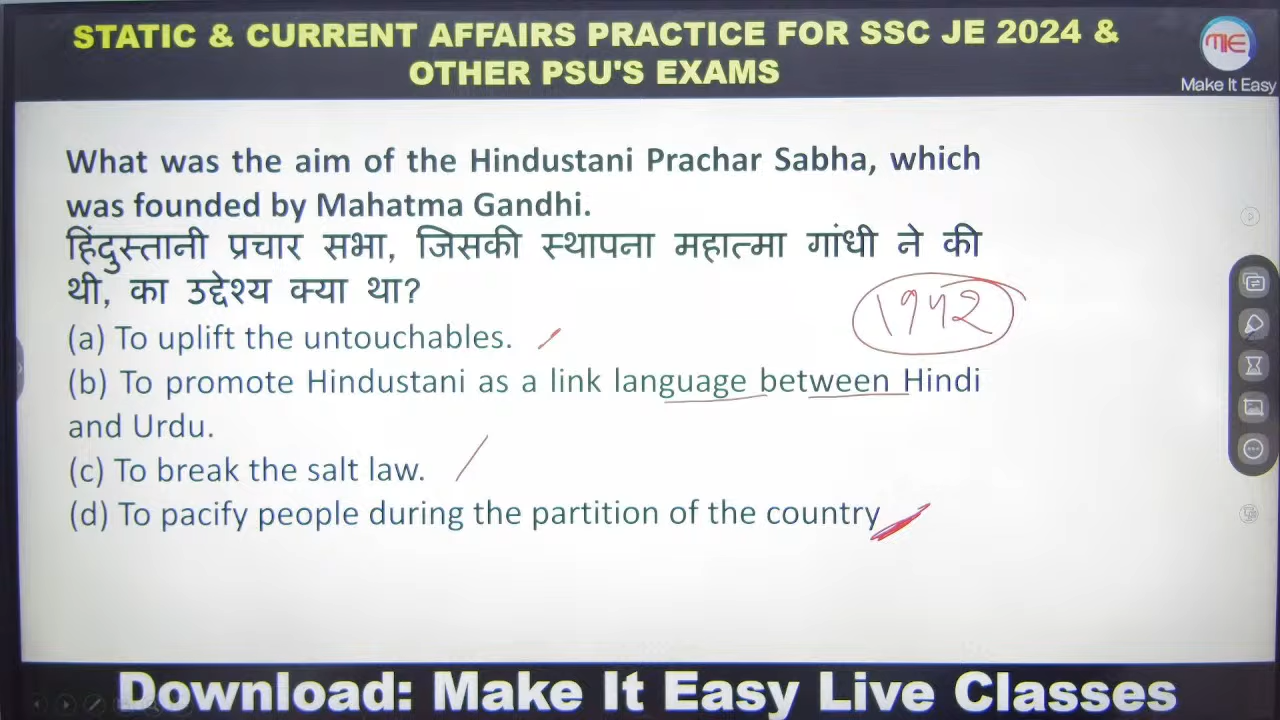 STATIC & CURRENT AFFAIRS PRACTICE FOR SSC JE 2024 &
OTHER PSU'S EXAMS
Make It Easy
What was the aim of the Hindustani Prachar Sabha, which
was founded by Mahatma Gandhi.
हिंदुस्तानी प्रचार सभा, जिसकी स्थापना महात्मा गांधी ने की
थी, का उद्देश्य क्या था?
१९५२
(a) To uplift the untouchables.
(b) To promote Hindustani as a link language between Hindi
and Urdu.
(c) To break the salt law.
(d) To pacify people during the partition of the country
Download: Make It Easy Live Classes